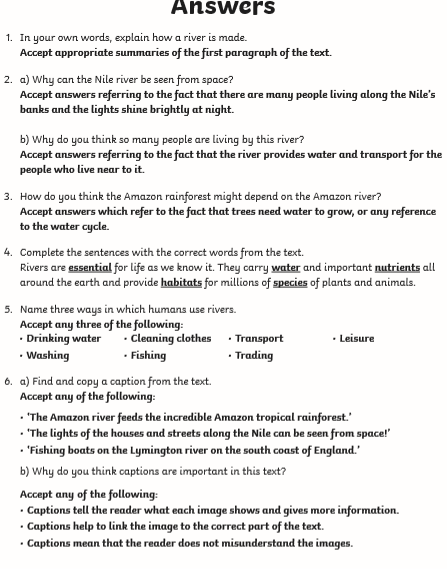 Answers
1. In your own words, explain how a river is made.
Accept appropriate summaries of the first paragraph of the text.
2. a) Why can the Nile river be seen from space?
Accept answers referring to the fact that there are many people living along the Nile's
banks and the lights shine brightly at night.
b) Why do you think so many people are living by this river?
Accept answers referring to the fact that the river provides water and transport for the
people who live near to it.
3. How do you think the Amazon rainforest might depend on the Amazon river?
Accept answers which refer to the fact that trees need water to grow, or any reference
to the water cycle.
4. Complete the sentences with the correct words from the text.
Rivers are essential for life as we know it. They carry water and important nutrients all
around the earth and provide habitats for millions of species of plants and animals.
5. Name three ways in which humans use rivers.
Accept any three of the following:
• Drinking water • Cleaning clothes • Transport • Leisure
• Washing • Fishing • Trading
6. a) Find and copy a caption from the text.
Accept any of the following:
• 'The Amazon river feeds the incredible Amazon tropical rainforest.'
• 'The lights of the houses and streets along the Nile can be seen from space!'
• 'Fishing boats on the Lymington river on the south coast of England.'
b) Why do you think captions are important in this text?
Accept any of the following:
• Captions tell the reader what each image shows and gives more information.
• Captions help to link the image to the correct part of the text.
• Captions mean that the reader does not misunderstand the images.